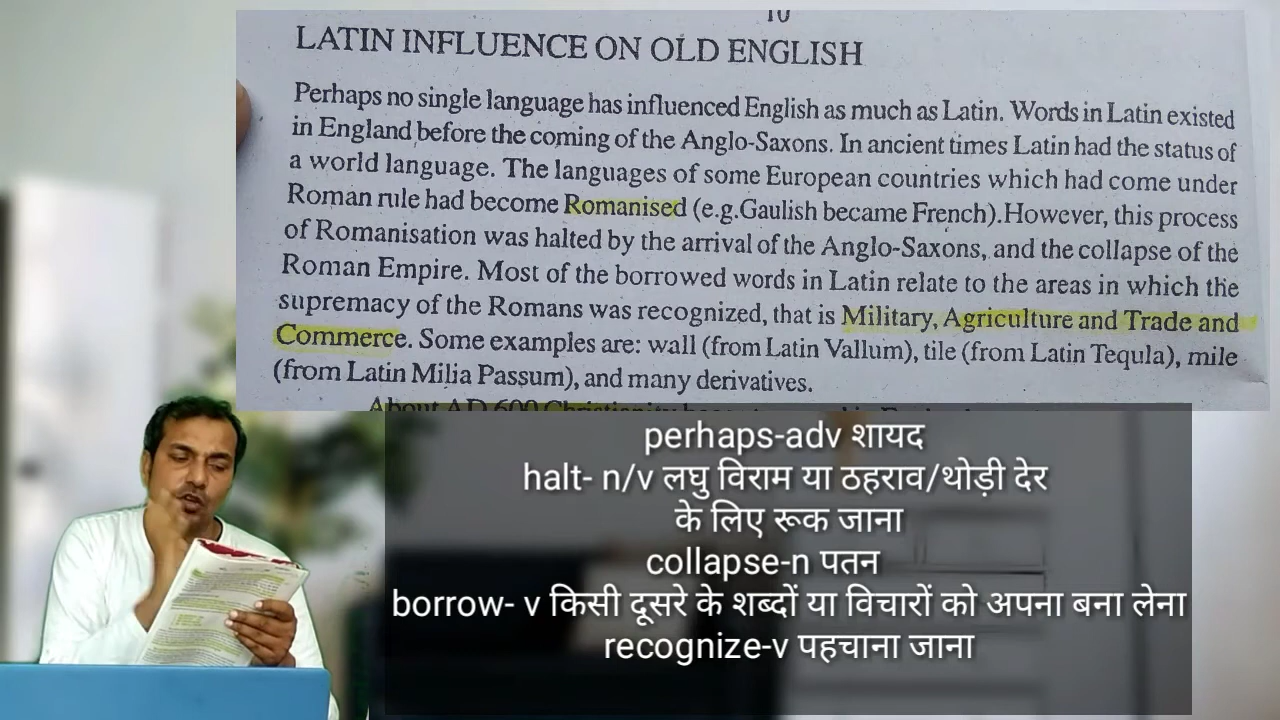 10
LATIN INFLUENCE ON OLD ENGLISH
Perhaps no single language has influenced English as much as Latin. Words in Latin existed
in England before the coming of the Anglo-Saxons. In ancient times Latin had the status of
a world language. The languages of some European countries which had come under
Roman rule had become Romanised (e.g.Gaulish became French).However, this process
of Romanisation was halted by the arrival of the Anglo-Saxons, and the collapse of the
Roman Empire. Most of the borrowed words in Latin relate to the areas in which the
supremacy of the Romans was recognized, that is Military, Agriculture and Trade and
Commerce. Some examples are: wall (from Latin Vallum), tile (from Latin Tequla), mile
(from Latin Milia Passum), and many derivatives.
About AD 600 Christianity
perhaps-adv शायद
halt- n/v लघु विराम या ठहराव/थोड़ी देर
के लिए रूक जाना
collapse-n पतन
borrow- v किसी दूसरे के शब्दों या विचारों को अपना बना लेना
recognize-v पहचाना जाना